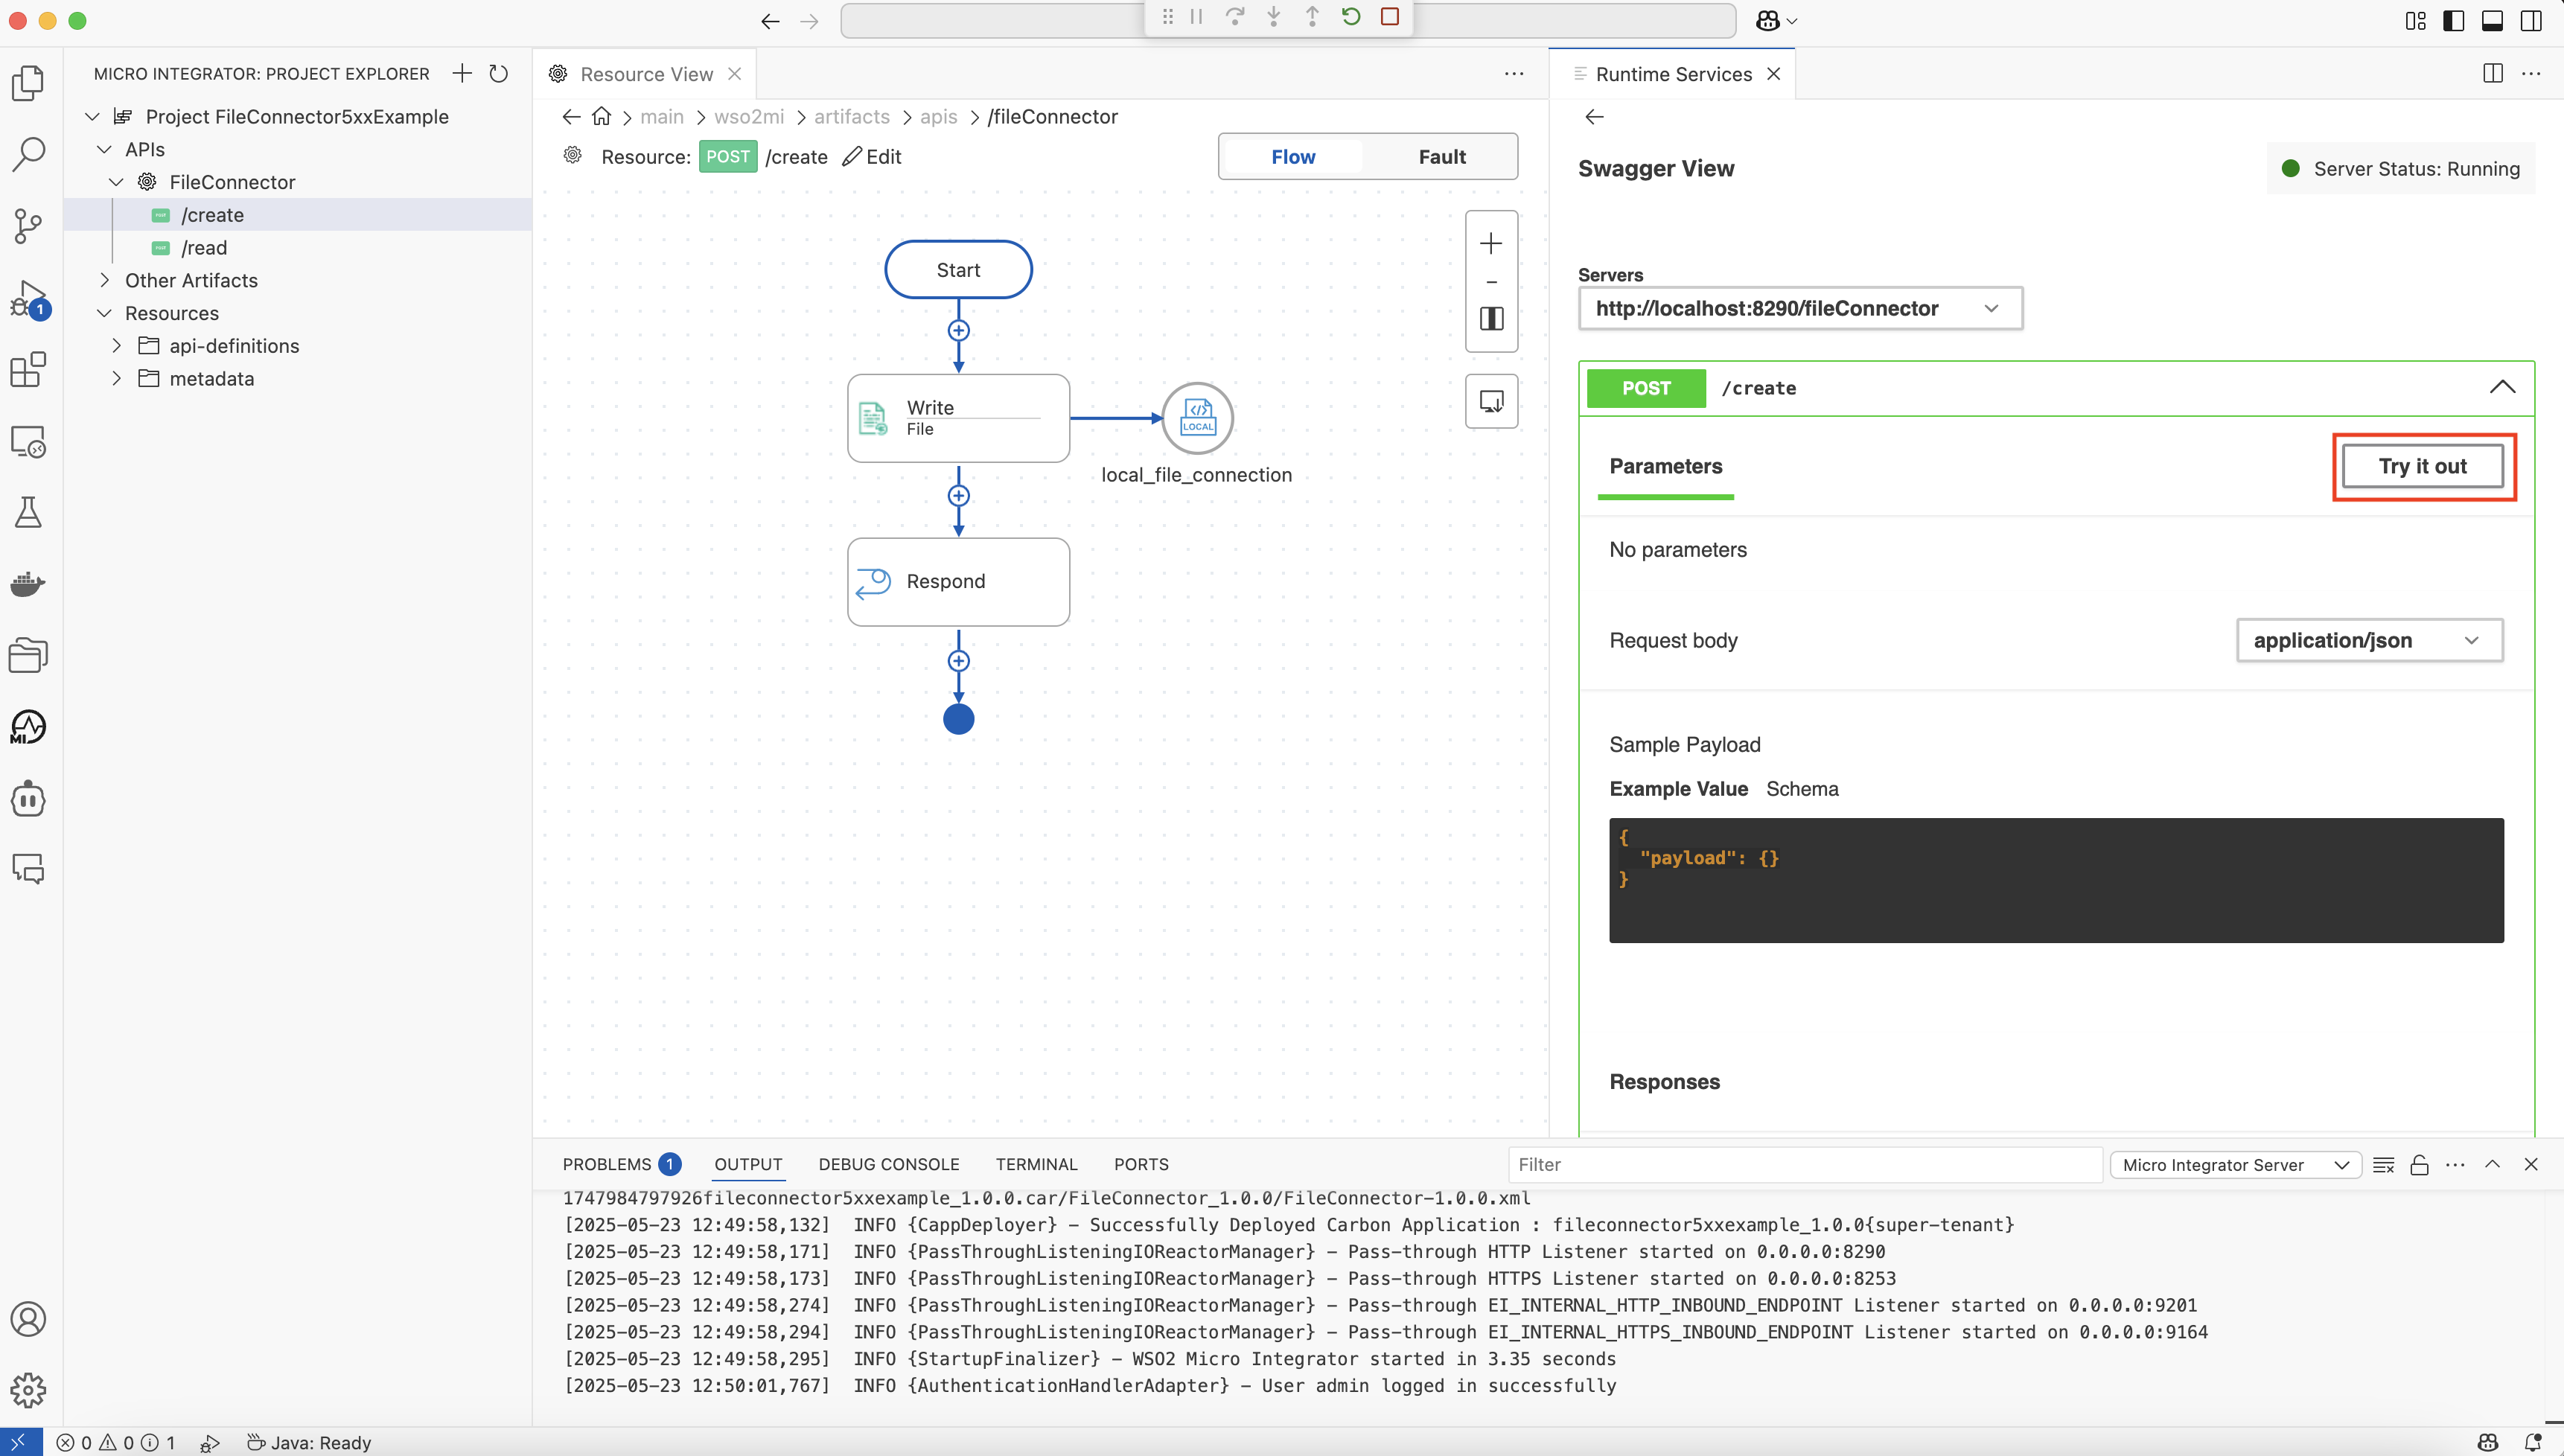 MICRO INTEGRATOR: PROJECT EXPLORER
Project FileConnector5xxExample
APIs
FileConnector
/create
/read
Other Artifacts
Resources
api-definitions
metadata
1
MI
Resource View
main
wso2mi
artifacts
apis
/fileConnector
Resource: POST /create Edit
Flow
Fault
Start
Write
File
LOCAL
local_file_connection
Respond
Runtime Services
Swagger View
Server Status: Running
Servers
http://localhost:8290/fileConnector
POST /create
Parameters
Try it out
No parameters
Request body
application/json
Sample Payload
Example Value Schema
{
"payload": {}
}
Responses
PROBLEMS 1 OUTPUT DEBUG CONSOLE TERMINAL PORTS
Filter
Micro Integrator Server
1747984797926fileconnector5xxexample_1.0.0.car/FileConnector_1.0.0/FileConnector-1.0.0.xml
[2025-05-23 12:49:58,132] INFO {CappDeployer} - Successfully Deployed Carbon Application : fileconnector5xxexample_1.0.0{super-tenant}
[2025-05-23 12:49:58,171] INFO {PassThroughListeningIOReactorManager} - Pass-through HTTP Listener started on 0.0.0.0:8290
[2025-05-23 12:49:58,173] INFO {PassThroughListeningIOReactorManager} - Pass-through HTTPS Listener started on 0.0.0.0:8253
[2025-05-23 12:49:58,274] INFO {PassThroughListeningIOReactorManager} - Pass-through EI_INTERNAL_HTTP_INBOUND_ENDPOINT Listener started on 0.0.0.0:9201
[2025-05-23 12:49:58,294] INFO {PassThroughListeningIOReactorManager} - Pass-through EI_INTERNAL_HTTPS_INBOUND_ENDPOINT Listener started on 0.0.0.0:9164
[2025-05-23 12:49:58,295] INFO {StartupFinalizer} - WSO2 Micro Integrator started in 3.35 seconds
[2025-05-23 12:50:01,767] INFO {AuthenticationHandlerAdapter} - User admin logged in successfully
0 0 1 Java: Ready